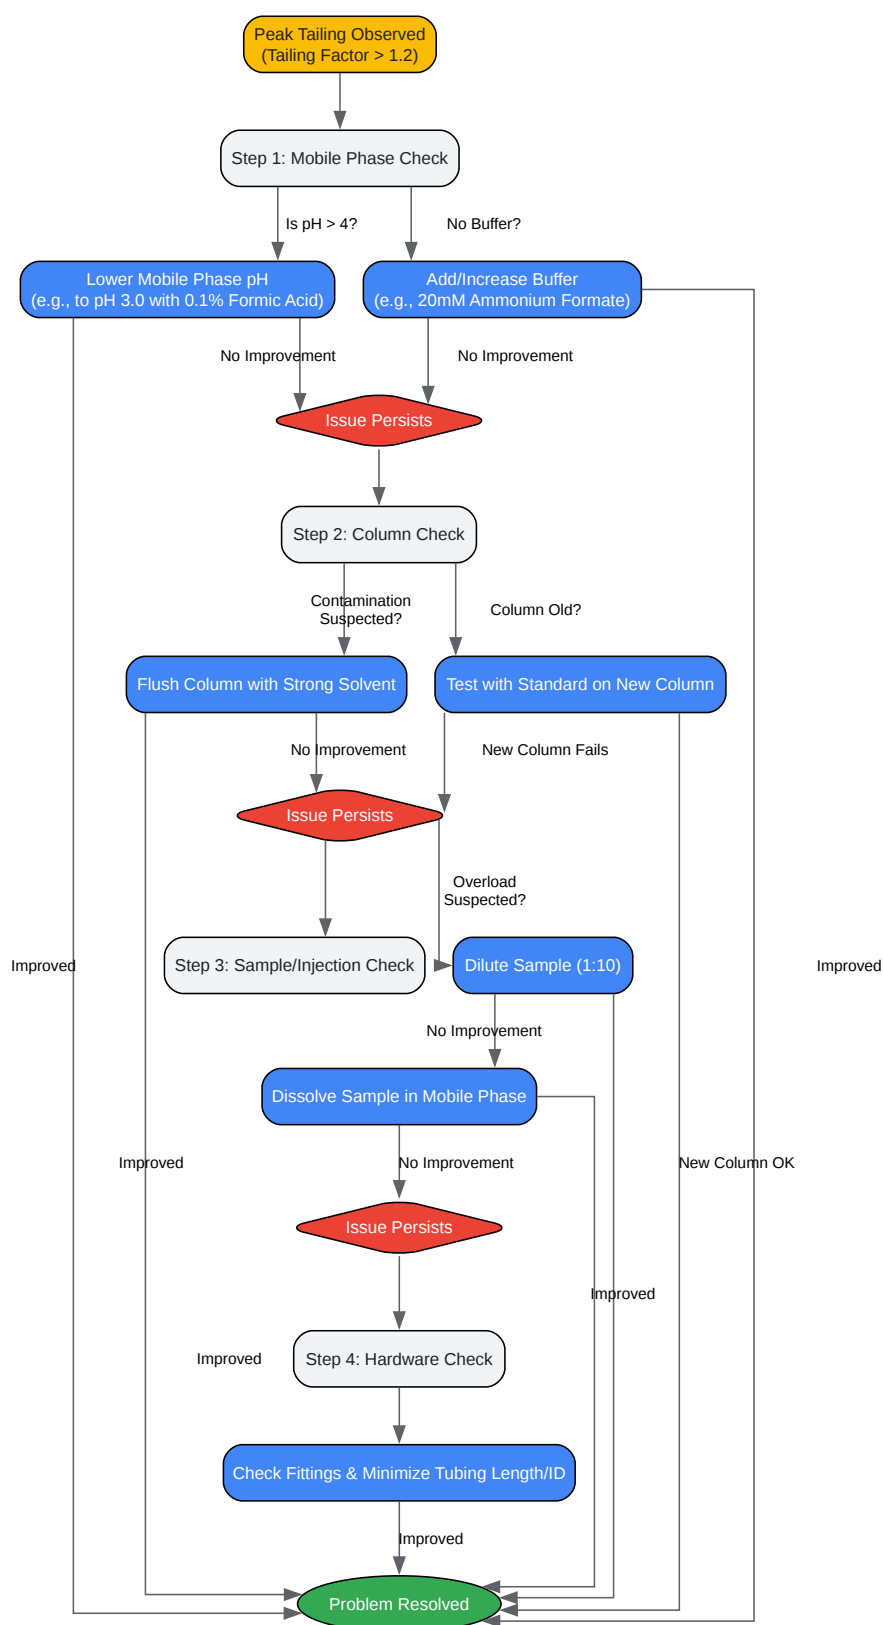 Peak Tailing Observed
(Tailing Factor > 1.2)
Step 1: Mobile Phase Check
Is pH > 4?
No Buffer?
Lower Mobile Phase pH
(e.g., to pH 3.0 with 0.1% Formic Acid)
Add/Increase Buffer
(e.g., 20mM Ammonium Formate)
No Improvement
No Improvement
Issue Persists
Step 2: Column Check
Contamination
Suspected?
Column Old?
Flush Column with Strong Solvent
Test with Standard on New Column
No Improvement
New Column Fails
Issue Persists
Overload
Suspected?
Improved
Step 3: Sample/Injection Check
Dilute Sample (1:10)
Improved
No Improvement
Dissolve Sample in Mobile Phase
Improved
No Improvement
New Column OK
Issue Persists
Improved
Improved
Step 4: Hardware Check
Check Fittings & Minimize Tubing Length/ID
Improved
Problem Resolved